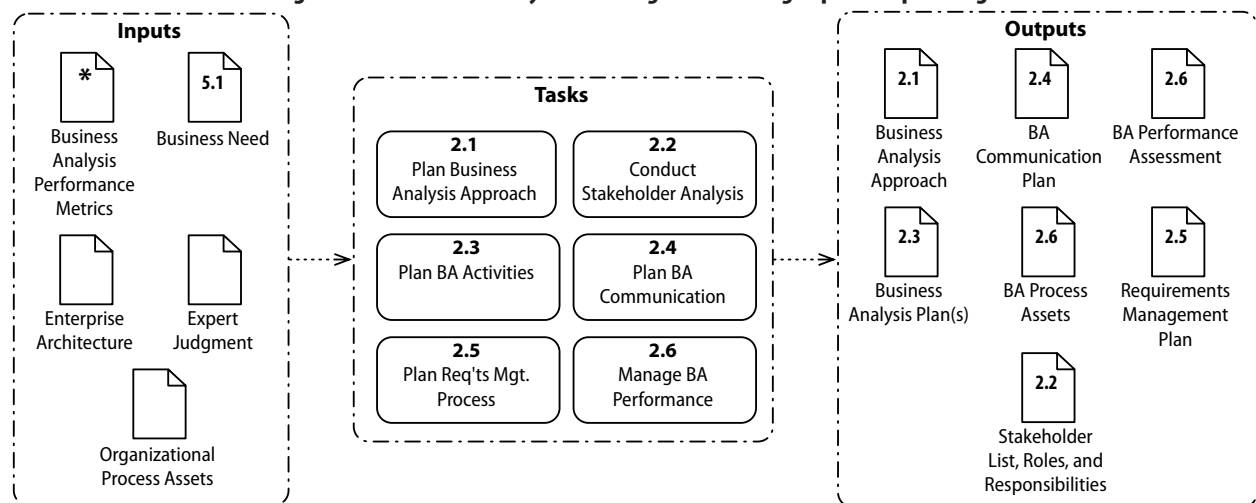 Inputs
*
Business
Analysis
Performance
Metrics
5.1
Business Need
Enterprise
Architecture
Expert
Judgment
Organizational
Process Assets
Tasks
2.1
Plan Business
Analysis Approach
2.2
Conduct
Stakeholder Analysis
2.3
Plan BA Activities
2.4
Plan BA
Communication
2.5
Plan Req'ts Mgt.
Process
2.6
Manage BA
Performance
Outputs
2.1
Business
Analysis
Approach
2.4
BA
Communication
Plan
2.6
BA Performance
Assessment
2.3
Business
Analysis Plan(s)
2.6
BA Process
Assets
2.5
Requirements
Management
Plan
2.2
Stakeholder
List, Roles, and
Responsibilities